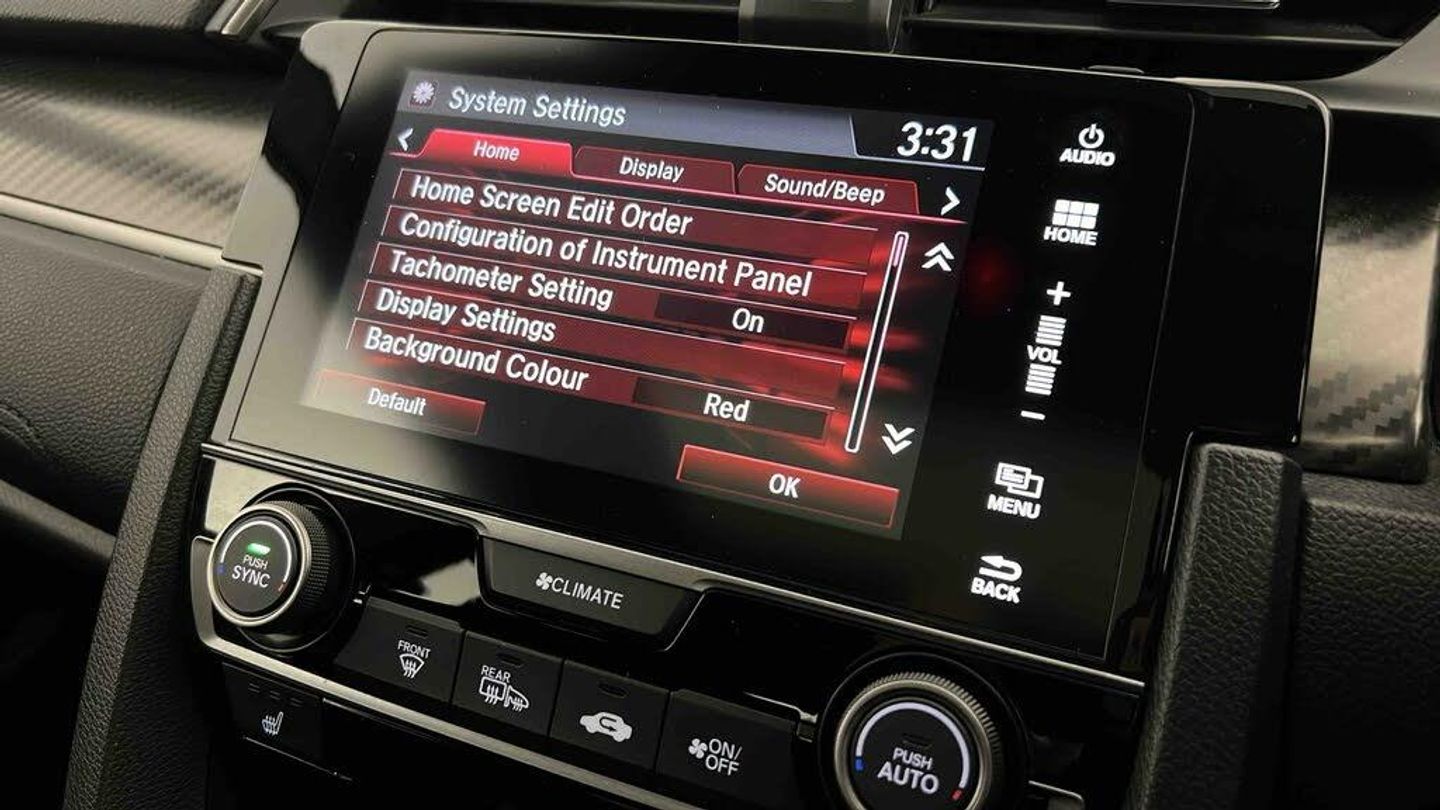 System Settings
3:31
Home
Display
Sound/Beep
Home Screen Edit Order
Configuration of Instrument Panel
Tachometer Setting
On
Display Settings
Background Colour
Red
Default
OK
AUDIO
HOME
+
VOL
−
MENU
BACK
PUSH
SYNC
CLIMATE
FRONT
REAR
ON/
OFF
PUSH
AUTO